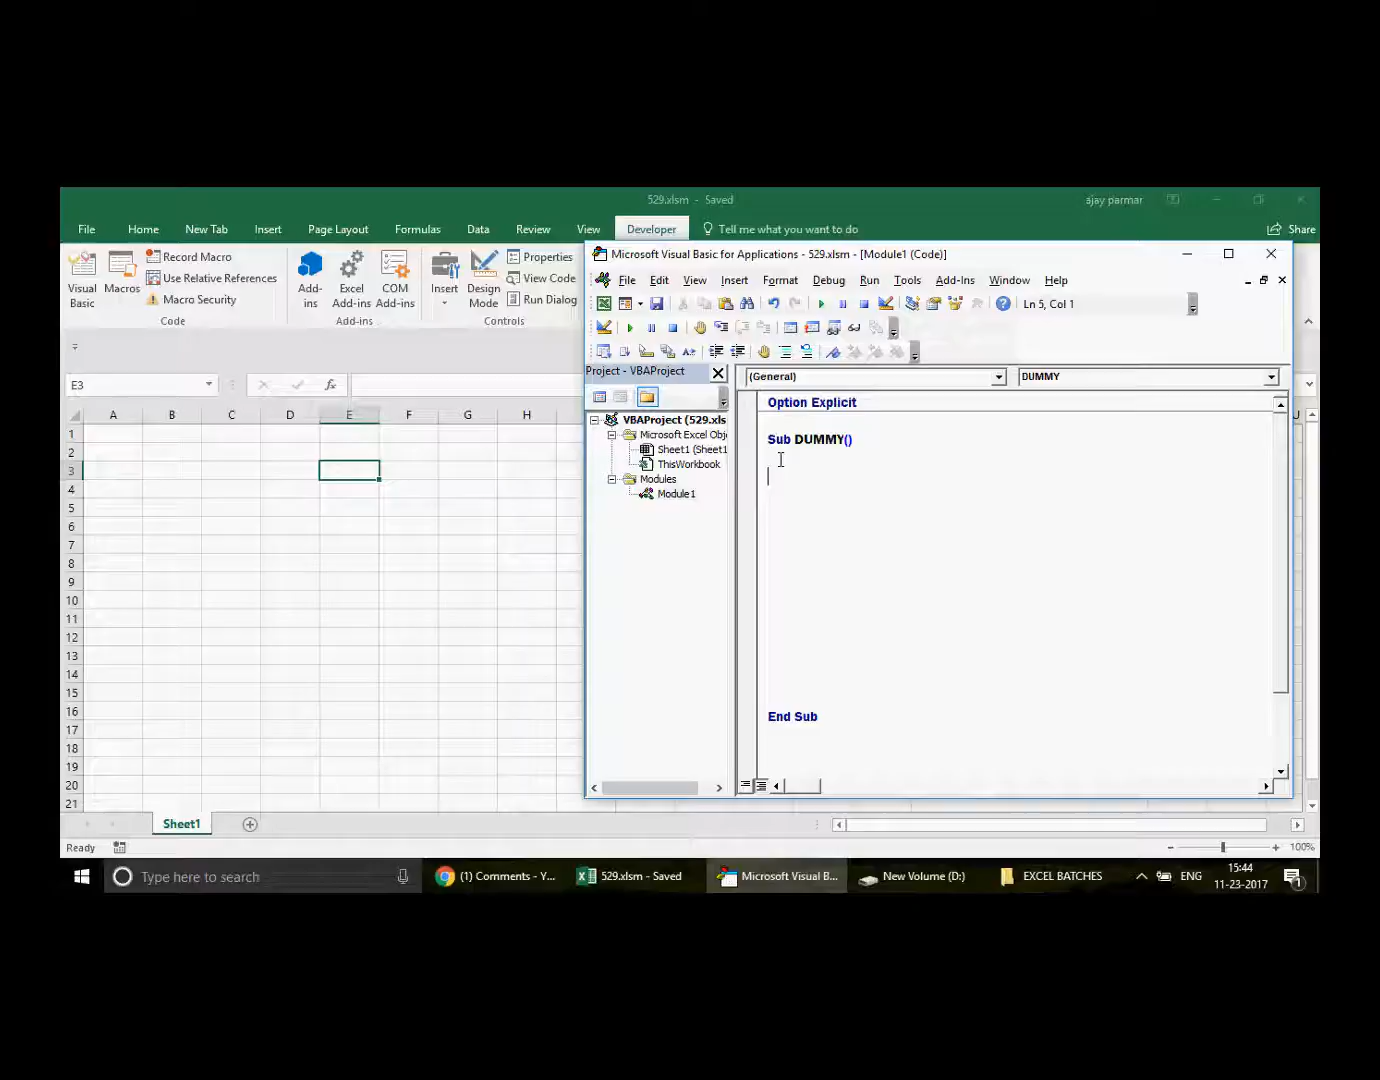 529.xlsm - Saved
ajay parmar
File Home New Tab Insert Page Layout Formulas Data Review View Developer Tell me what you want to do Share
Visual Basic
Macros
Record Macro
Use Relative References
Macro Security
Code
Add-ins
Excel Add-ins
COM Add-ins
Add-ins
Insert
Design Mode
Properties
View Code
Run Dialog
Controls
E3
fx
A B C D E F G H
1
2
3
4
5
6
7
8
9
10
11
12
13
14
15
16
17
18
19
20
21
Sheet1
Ready
100%
Microsoft Visual Basic for Applications - 529.xlsm - [Module1 (Code)]
File Edit View Insert Format Debug Run Tools Add-Ins Window Help
Ln 5, Col 1
Project - VBAProject
VBAProject (529.xls
Microsoft Excel Obj
Sheet1 (Sheet1
ThisWorkbook
Modules
Module1
(General)
DUMMY
Option Explicit
Sub DUMMY()
End Sub
Type here to search
(1) Comments - Y...
529.xlsm - Saved
Microsoft Visual B...
New Volume (D:)
EXCEL BATCHES
ENG
15:44
11-23-2017